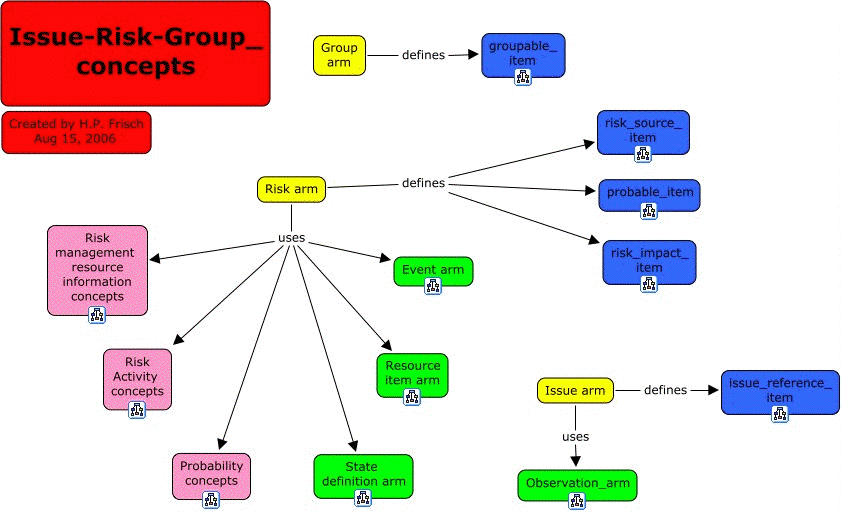 Issue-Risk-Group_
concepts
Created by H.P. Frisch
Aug 15, 2006
Group
arm
defines
groupable_
item
risk_source_
item
Risk arm
defines
probable_item
risk_impact_
item
uses
Risk
management
resource
information
concepts
Event arm
Risk
Activity
concepts
Resource
item arm
Issue arm
defines
issue_reference_
item
uses
Probability
concepts
State
definition arm
Observation_arm